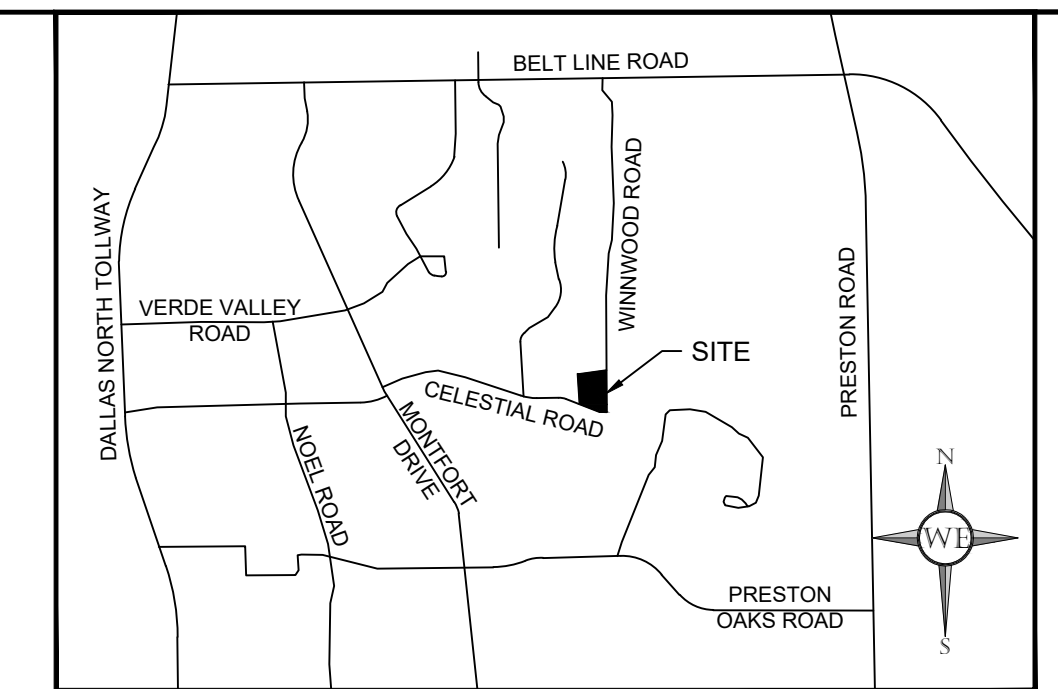 BELT LINE ROAD
WINNWOOD ROAD
DALLAS NORTH TOLLWAY
PRESTON ROAD
VERDE VALLEY
ROAD
SITE
CELESTIAL ROAD
MONTFORT
DRIVE
NOEL ROAD
N
WE
S
PRESTON
OAKS ROAD